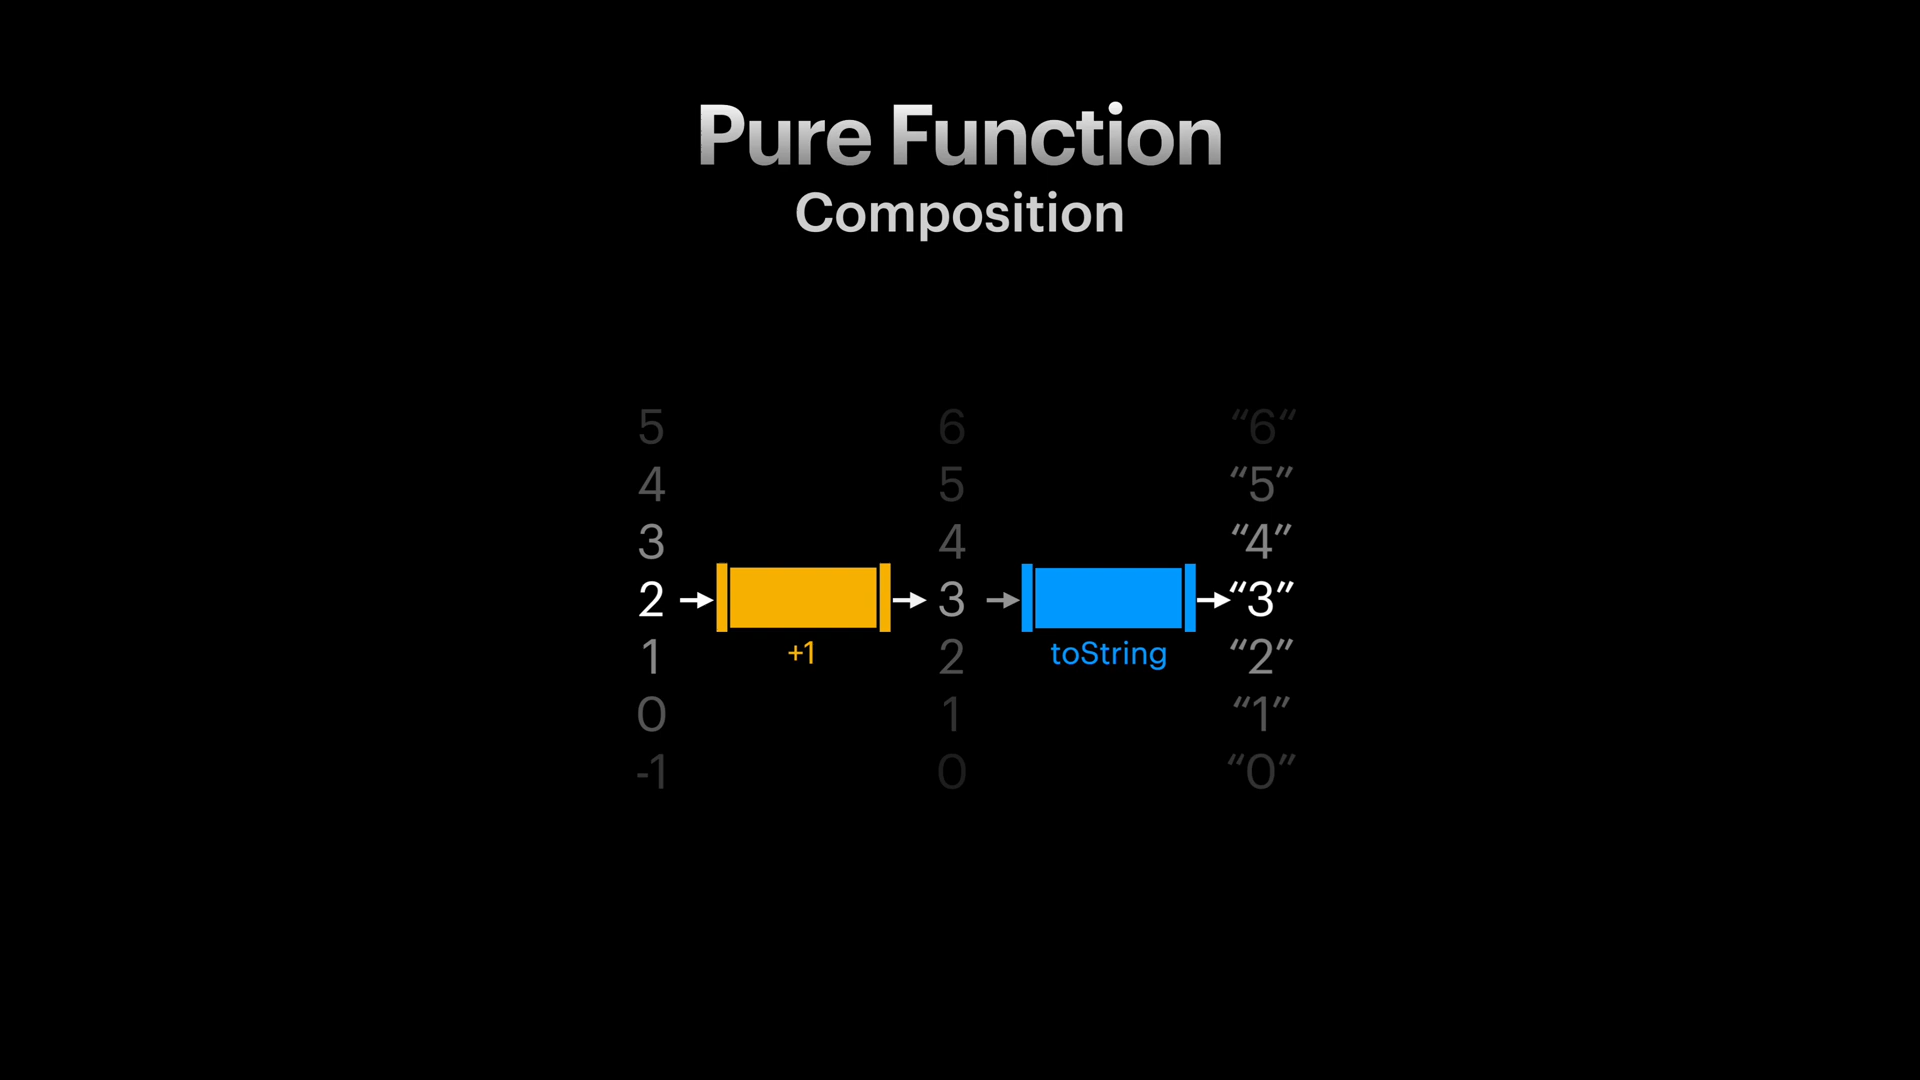 Pure Function
Composition
5 6 “6“
4 5 “5”
3 4 “4”
2 3 “3”
+1 toString
1 2 “2”
0 1 “1”
-1 0 “0”